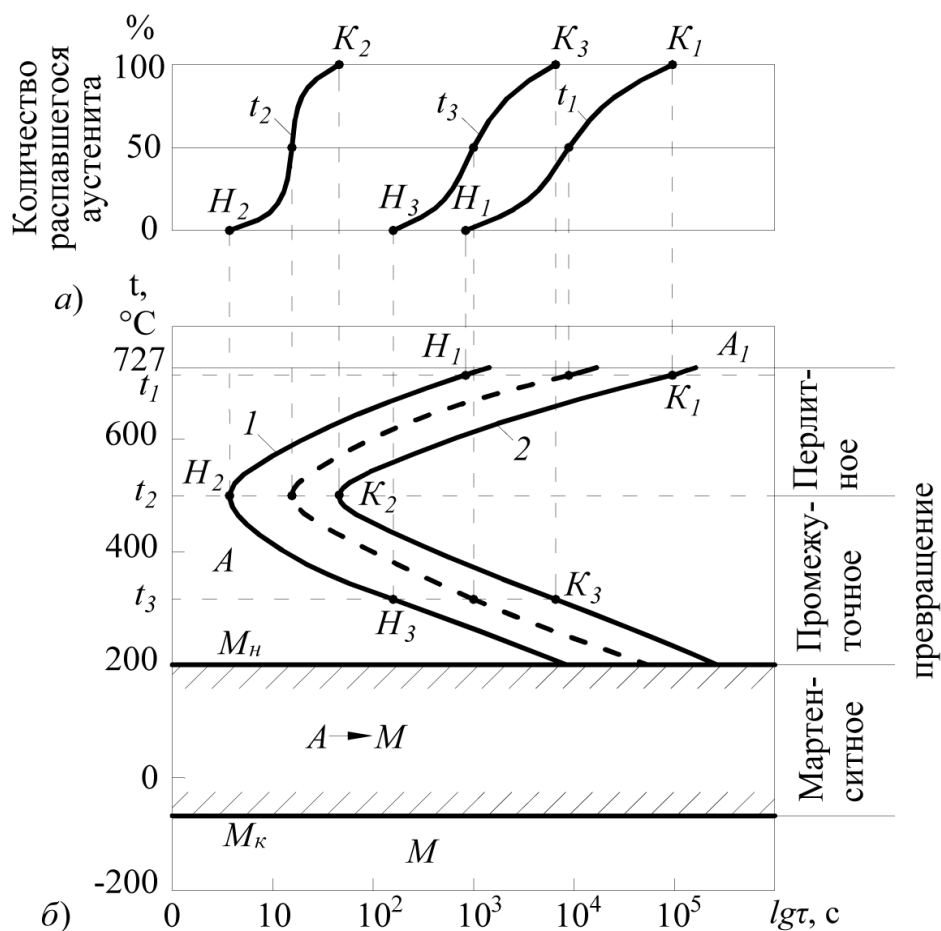 %
100
50
0
Количество
распавшегося
аустенита
К2
К3
К1
t2
t3
t1
Н2
Н3
Н1
а)
t,
°C
727
t1
600
t2
400
t3
200
0
-200
Н1
А1
К1
1
2
Н2
К2
А
К3
Н3
Мн
А М
Мк
М
Перлит-
ное
Промежу-
точное
Мартен-
ситное
превращение
б)
0 10 10² 10³ 10⁴ 10⁵ lgτ, с